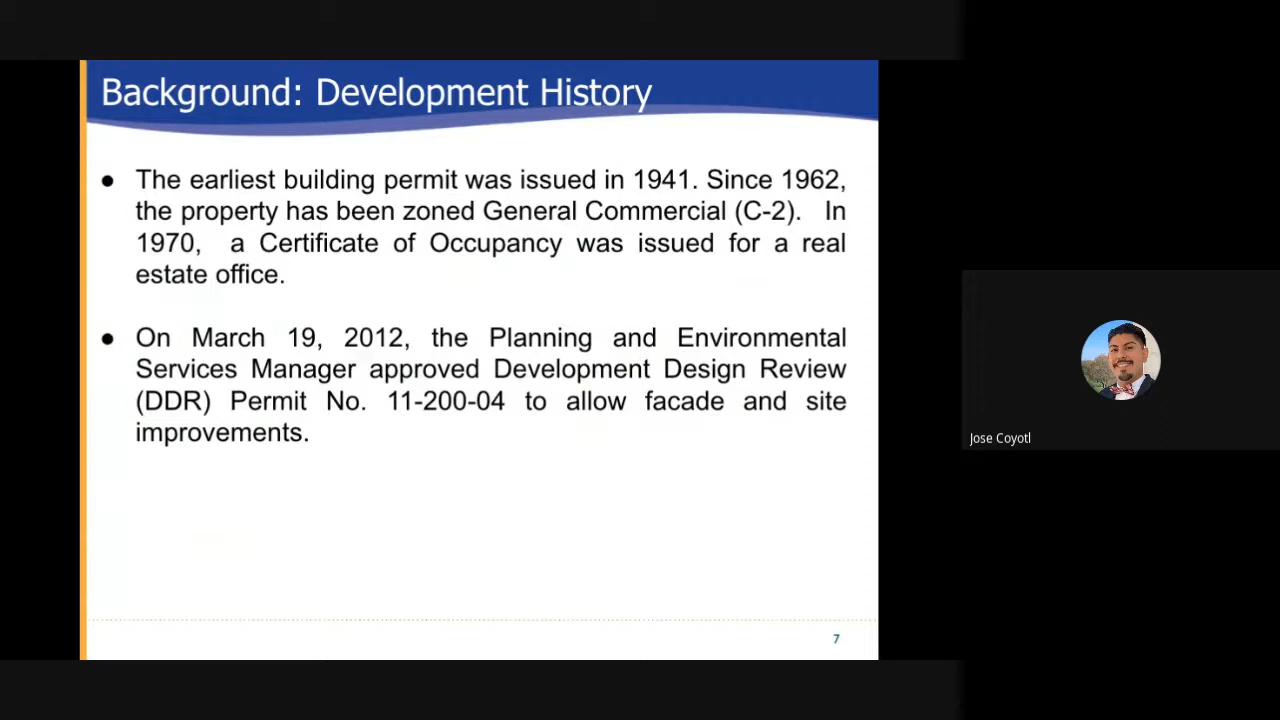 Background: Development History
● The earliest building permit was issued in 1941. Since 1962,
the property has been zoned General Commercial (C-2). In
1970, a Certificate of Occupancy was issued for a real
estate office.
● On March 19, 2012, the Planning and Environmental
Services Manager approved Development Design Review
(DDR) Permit No. 11-200-04 to allow facade and site
improvements.
7
Jose Coyotl